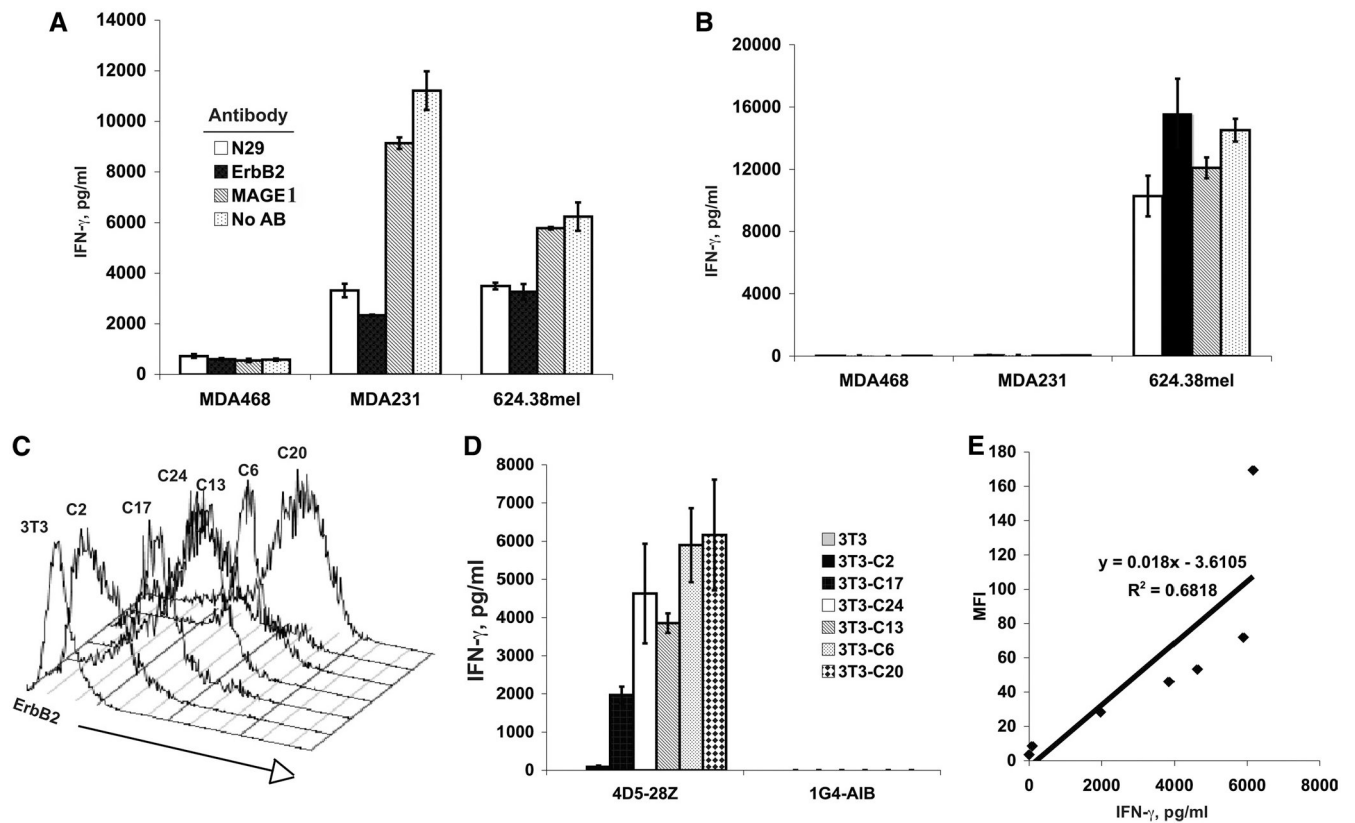 A
14000
12000
10000
8000
6000
4000
2000
0
IFN-γ, pg/ml
Antibody
N29
ErbB2
MAGE1
No AB
MDA468
MDA231
624.38mel
B
20000
16000
12000
8000
4000
0
IFN-γ, pg/ml
MDA468
MDA231
624.38mel
C
3T3
C2
C17
C24
C13
C6
C20
ErbB2
D
8000
7000
6000
5000
4000
3000
2000
1000
0
IFN-γ, pg/ml
4D5-28Z
1G4-AIB
3T3
3T3-C2
3T3-C17
3T3-C24
3T3-C13
3T3-C6
3T3-C20
E
180
160
140
120
100
80
60
40
20
0
MFI
y = 0.018x - 3.6105
R² = 0.6818
0
2000
4000
6000
8000
IFN-γ, pg/ml